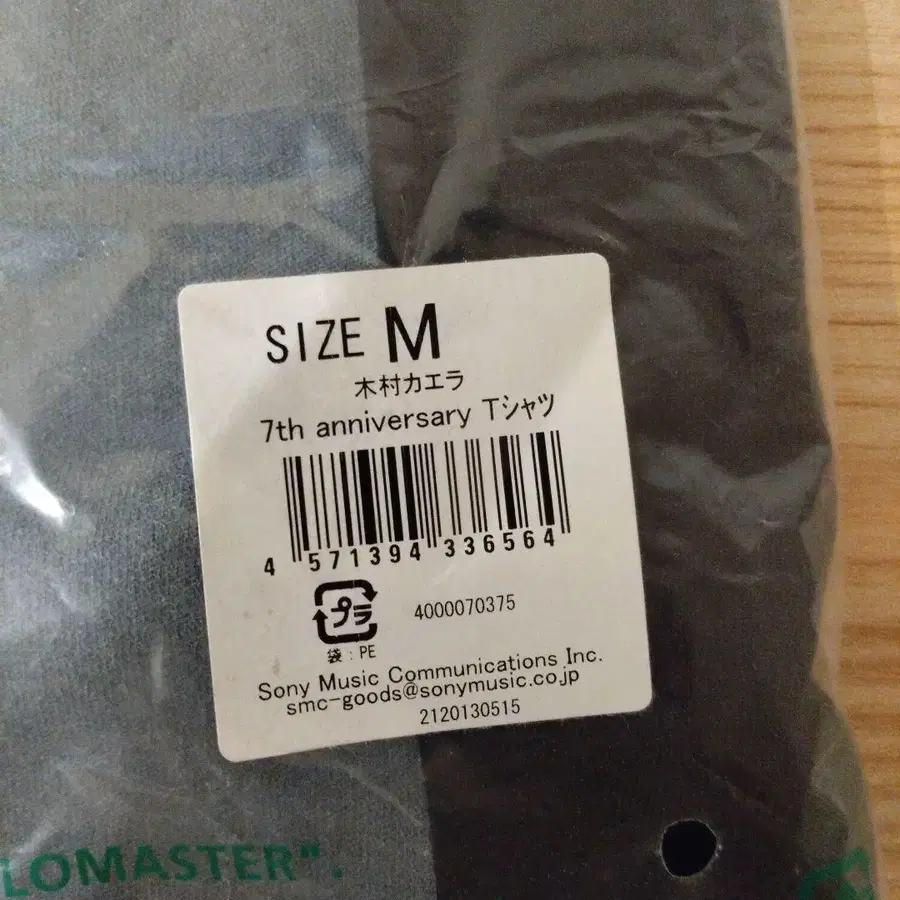 SIZE M
木村カエラ
7th anniversary Tシャツ
4 571394 336564
プラ
4000070375
袋：PE
Sony Music Communications Inc.
smc-goods@sonymusic.co.jp
2120130515
LOMASTER".